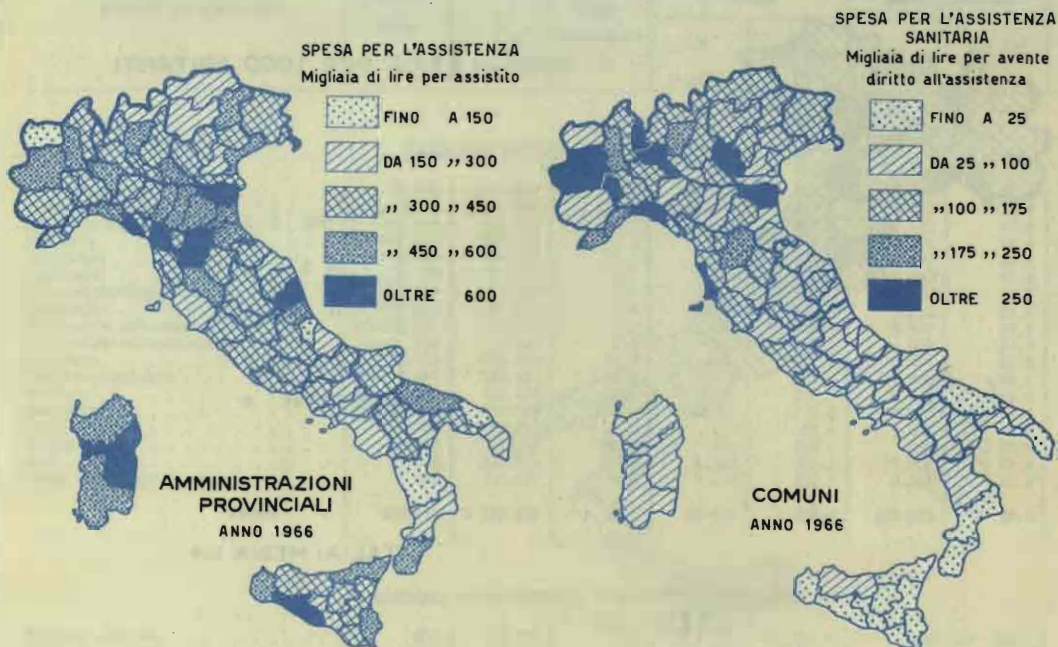 SPESA PER L'ASSISTENZA
Migliaia di lire per assistito
FINO A 150
DA 150 ,, 300
,, 300 ,, 450
,, 450 ,, 600
OLTRE 600
AMMINISTRAZIONI
PROVINCIALI
ANNO 1966
SPESA PER L'ASSISTENZA
SANITARIA
Migliaia di lire per avente
diritto all'assistenza
FINO A 25
DA 25 ,, 100
,, 100 ,, 175
,, 175 ,, 250
OLTRE 250
COMUNI
ANNO 1966